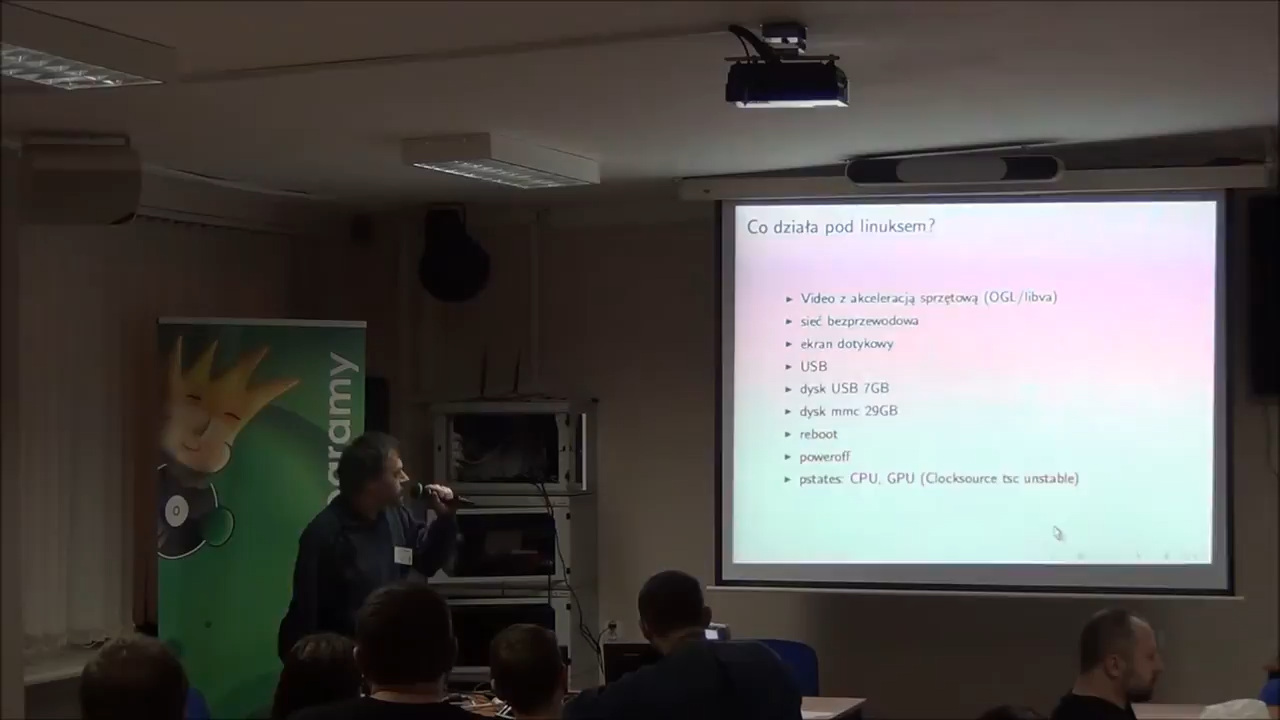 Co działa pod linuksem?
Video z akceleracją sprzętową (OGL/libva)
sieć bezprzewodowa
ekran dotykowy
USB
dysk USB 7GB
dysk mmc 29GB
reboot
poweroff
pstates: CPU, GPU (Clocksource tsc unstable)